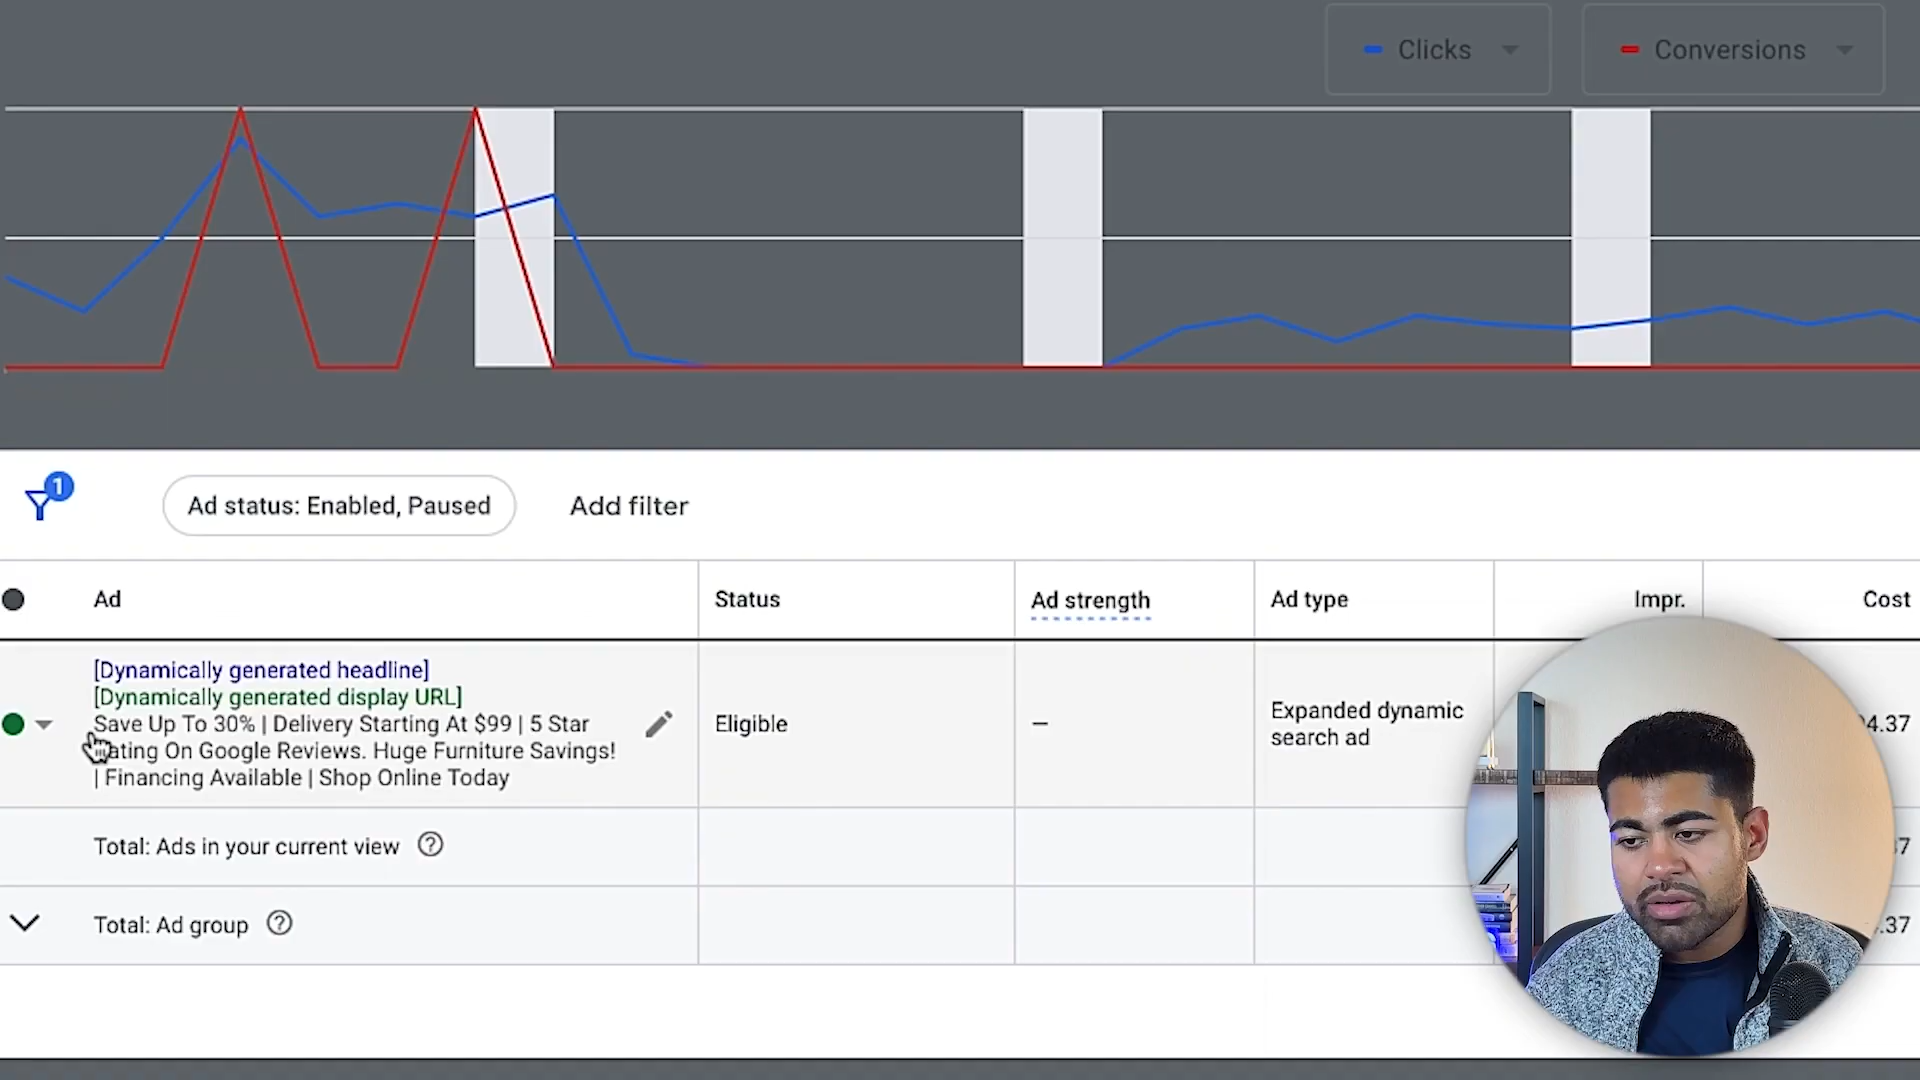 Clicks
Conversions
1
Ad status: Enabled, Paused
Add filter
Ad
Status
Ad strength
Ad type
Impr.
Cost
[Dynamically generated headline]
[Dynamically generated display URL]
Save Up To 30% | Delivery Starting At $99 | 5 Star
On Google Reviews. Huge Furniture Savings!
| Financing Available | Shop Online Today
Eligible
—
Expanded dynamic
search ad
4.37
Total: Ads in your current view ?
7
Total: Ad group ?
.37